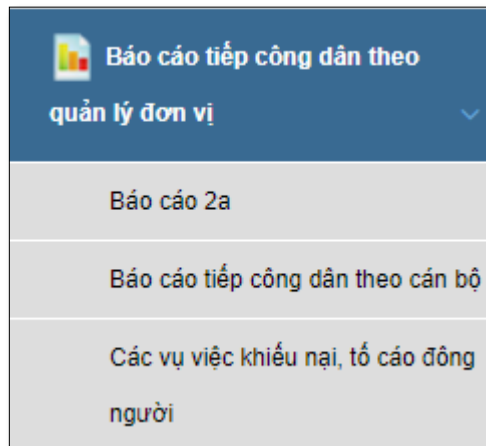 Báo cáo tiếp công dân theo
quản lý đơn vị
Báo cáo 2a
Báo cáo tiếp công dân theo cán bộ
Các vụ việc khiếu nại, tố cáo đông
người